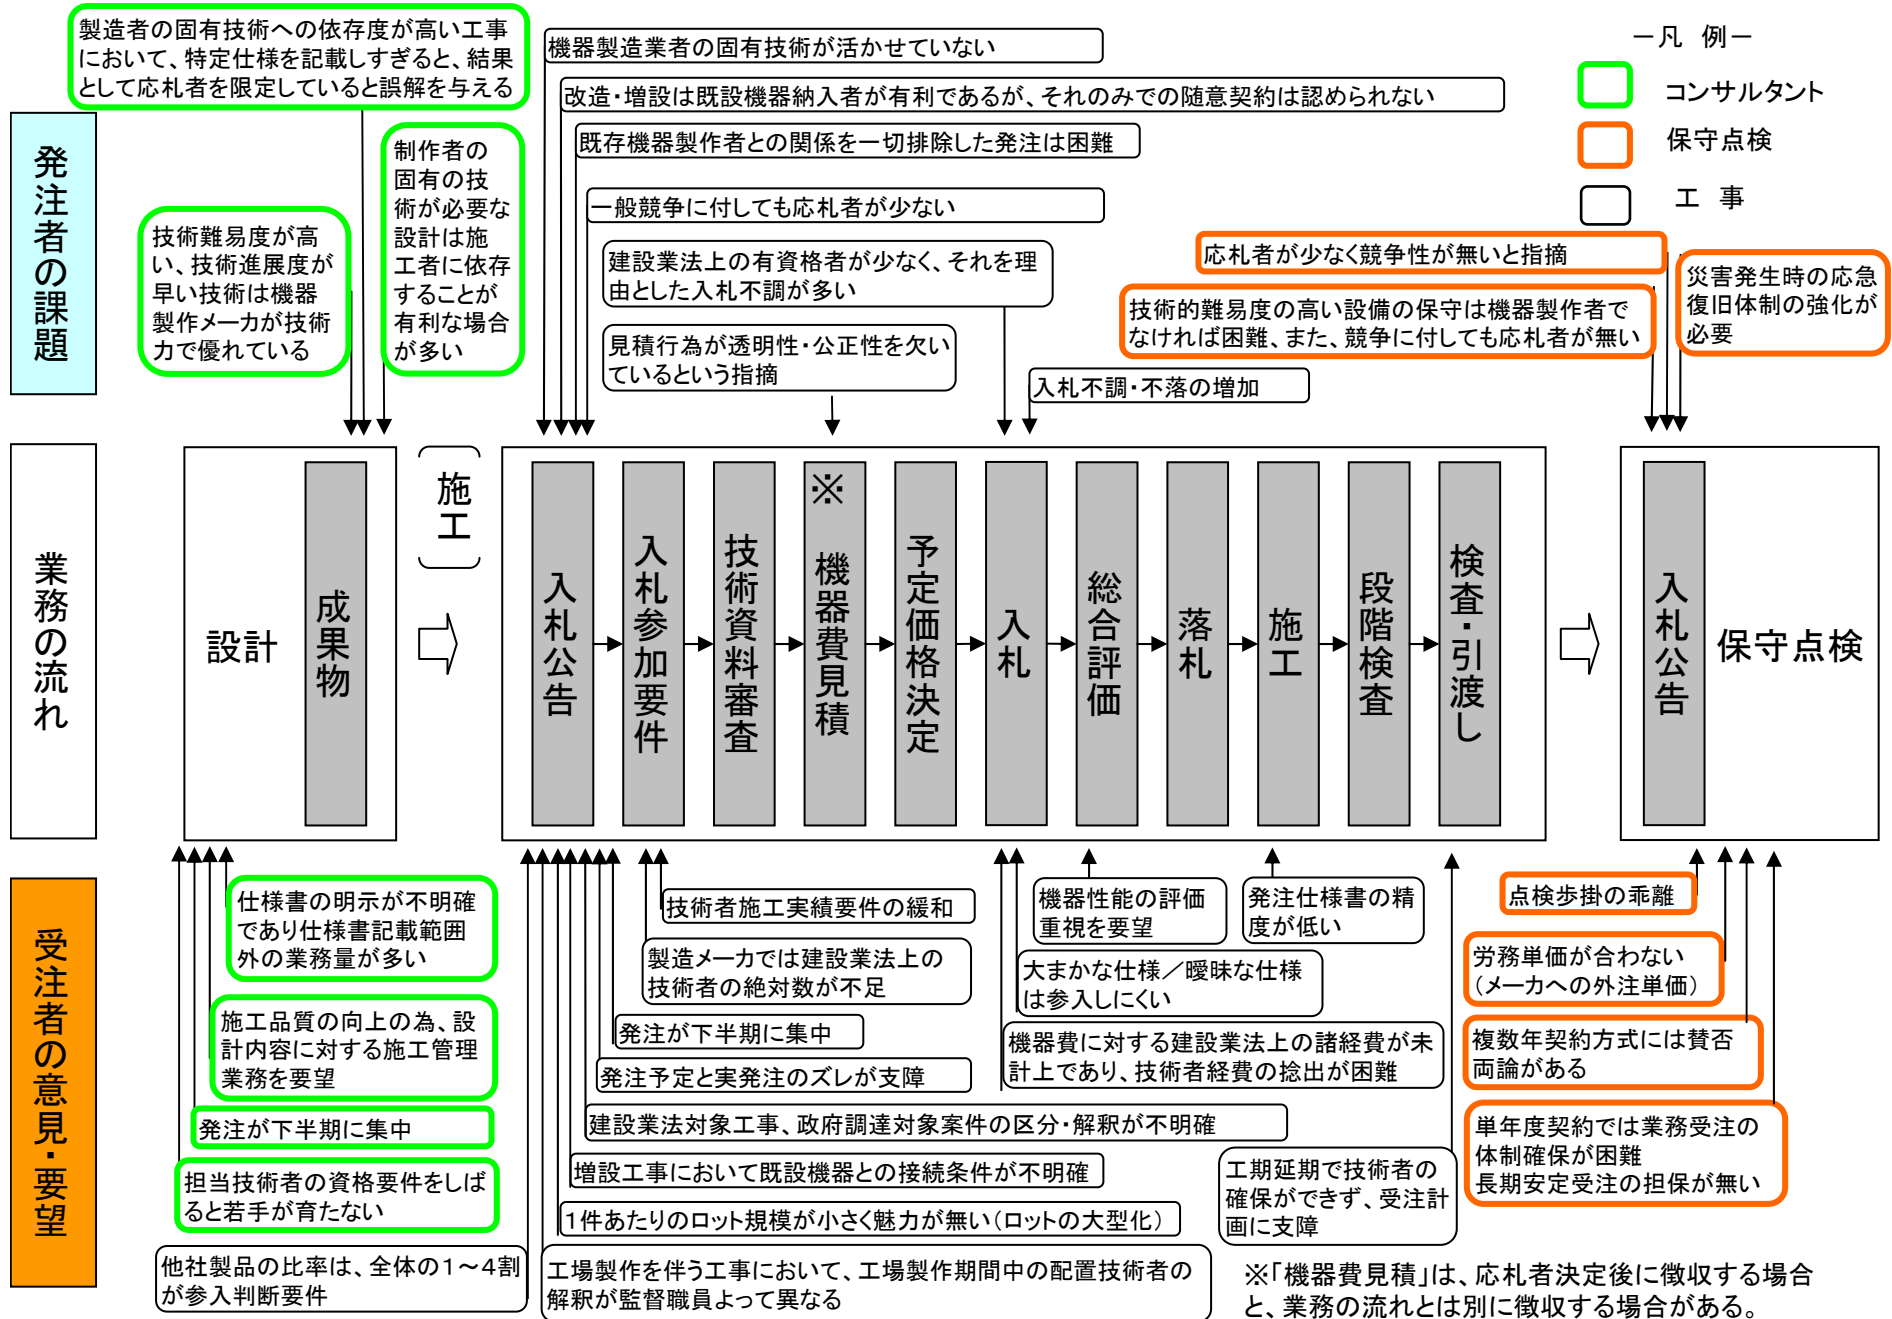 製造者の固有技術への依存度が高い工事
において、特定仕様を記載しすぎると、結果
として応札者を限定していると誤解を与える
機器製造業者の固有技術が活かせていない
改造・増設は既設機器納入者が有利であるが、それのみでの随意契約は認められない
既存機器製作者との関係を一切排除した発注は困難
一般競争に付しても応札者が少ない
－凡 例－
コンサルタント
保守点検
工 事
発注者の課題
技術難易度が高
い、技術進展度が
早い技術は機器
製作メーカが技術
力で優れている
制作者の
固有の技
術が必要な
設計は施
工者に依存
することが
有利な場合
が多い
建設業法上の有資格者が少なく、それを理
由とした入札不調が多い
見積行為が透明性・公正性を欠い
ているという指摘
入札不調・不落の増加
応札者が少なく競争性が無いと指摘
技術的難易度の高い設備の保守は機器製作者で
なければ困難、また、競争に付しても応札者が無い
災害発生時の応急
復旧体制の強化が
必要
業務の流れ
設計
成果物
施工
入札公告
入札参加要件
技術資料審査
※
機器費見積
予定価格決定
入札
総合評価
落札
施工
段階検査
検査・引渡し
入札公告
保守点検
受注者の意見・要望
仕様書の明示が不明確
であり仕様書記載範囲
外の業務量が多い
施工品質の向上の為、設
計内容に対する施工管理
業務を要望
発注が下半期に集中
担当技術者の資格要件をしば
ると若手が育たない
他社製品の比率は、全体の1～4割
が参入判断要件
技術者施工実績要件の緩和
製造メーカでは建設業法上の
技術者の絶対数が不足
発注が下半期に集中
発注予定と実発注のズレが支障
建設業法対象工事、政府調達対象案件の区分・解釈が不明確
増設工事において既設機器との接続条件が不明確
1件あたりのロット規模が小さく魅力が無い（ロットの大型化）
工場製作を伴う工事において、工場製作期間中の配置技術者の
解釈が監督職員よって異なる
機器性能の評価
重視を要望
大まかな仕様／曖昧な仕様
は参入しにくい
機器費に対する建設業法上の諸経費が未
計上であり、技術者経費の捻出が困難
発注仕様書の精
度が低い
工期延期で技術者の
確保ができず、受注計
画に支障
点検歩掛の乖離
労務単価が合わない
（メーカへの外注単価）
複数年契約方式には賛否
両論がある
単年度契約では業務受注の
体制確保が困難
長期安定受注の担保が無い
※「機器費見積」は、応札者決定後に徴収する場合
と、業務の流れとは別に徴収する場合がある。